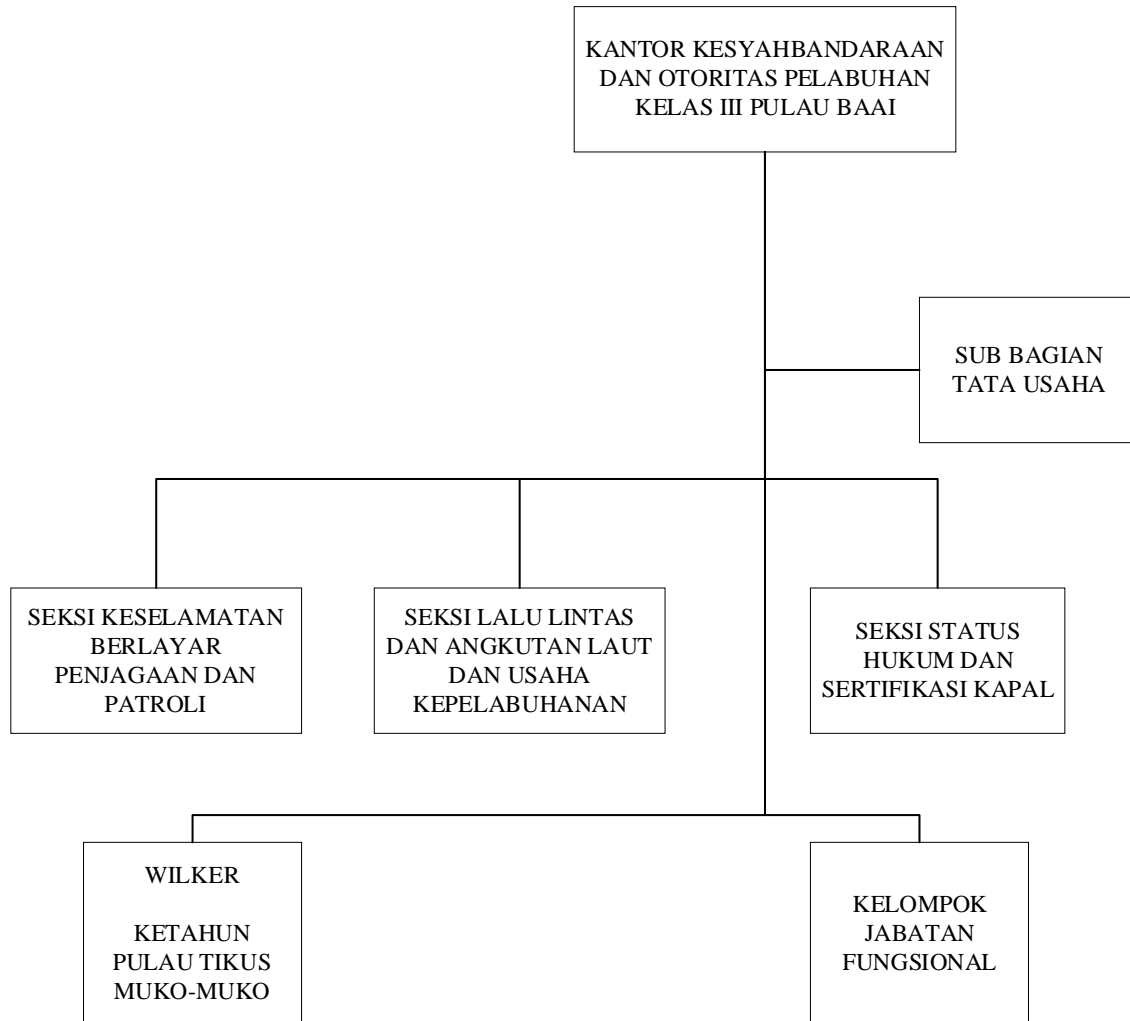 KANTOR KESYAHBANDARAAN
DAN OTORITAS PELABUHAN
KELAS III PULAU BAAI
SUB BAGIAN
TATA USAHA
SEKSI KESELAMATAN
BERLAYAR
PENJAGAAN DAN
PATROLI
SEKSI LALU LINTAS
DAN ANGKUTAN LAUT
DAN USAHA
KEPELABUHANAN
SEKSI STATUS
HUKUM DAN
SERTIFIKASI KAPAL
WILKER
KETAHUN
PULAU TIKUS
MUKO-MUKO
KELOMPOK
JABATAN
FUNGSIONAL